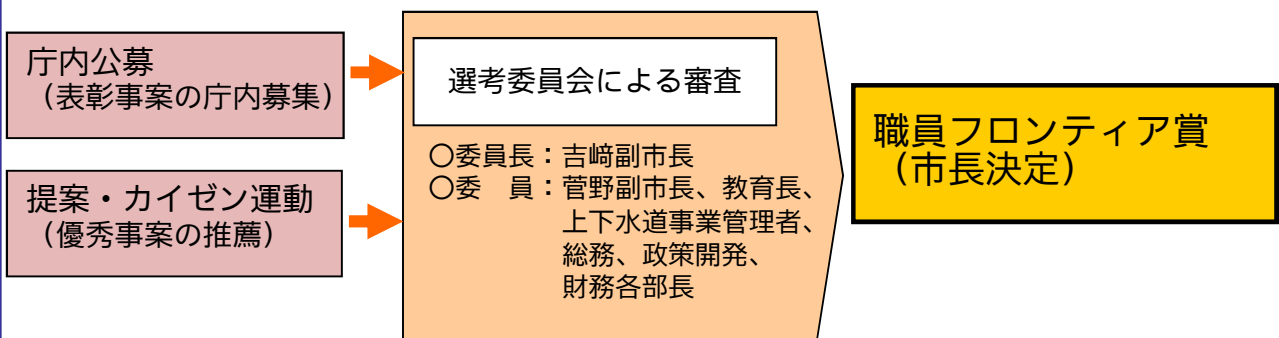 庁内公募
（表彰事案の庁内募集）
提案・カイゼン運動
（優秀事案の推薦）
選考委員会による審査
〇委員長：吉﨑副市長
〇委　員：菅野副市長、教育長、
上下水道事業管理者、
総務、政策開発、
財務各部長
職員フロンティア賞
（市長決定）